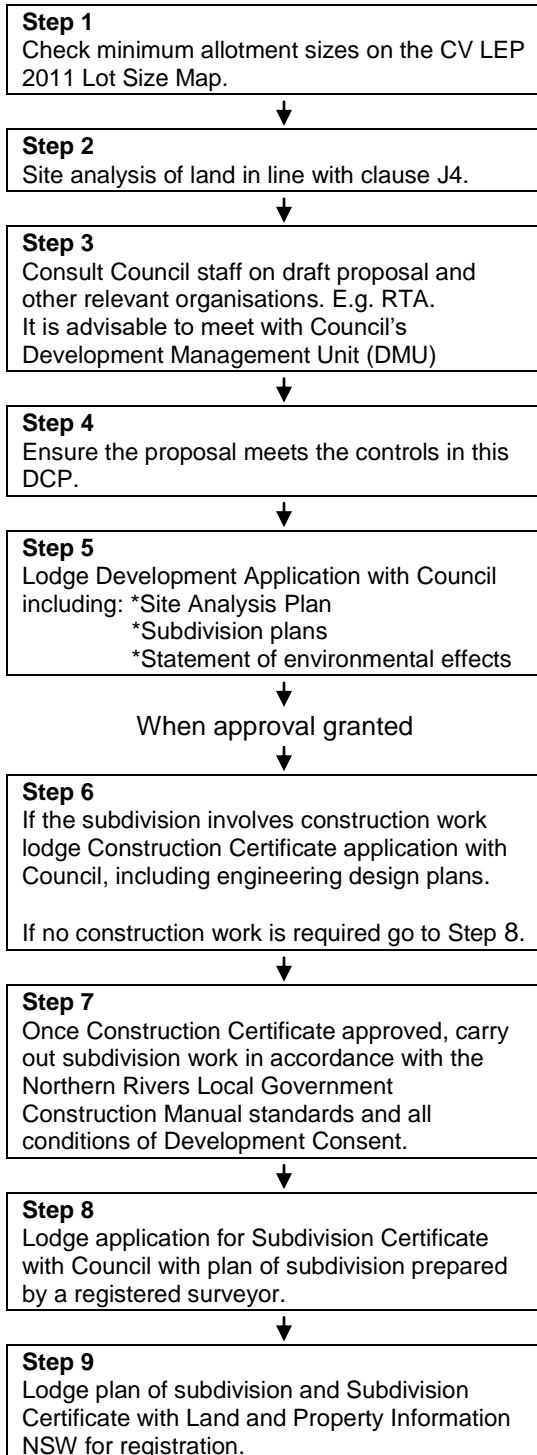 Step 1
Check minimum allotment sizes on the CV LEP
2011 Lot Size Map.
Step 2
Site analysis of land in line with clause J4.
Step 3
Consult Council staff on draft proposal and
other relevant organisations. E.g. RTA.
It is advisable to meet with Council's
Development Management Unit (DMU)
Step 4
Ensure the proposal meets the controls in this
DCP.
Step 5
Lodge Development Application with Council
including: *Site Analysis Plan
*Subdivision plans
*Statement of environmental effects
When approval granted
Step 6
If the subdivision involves construction work
lodge Construction Certificate application with
Council, including engineering design plans.
If no construction work is required go to Step 8.
Step 7
Once Construction Certificate approved, carry
out subdivision work in accordance with the
Northern Rivers Local Government
Construction Manual standards and all
conditions of Development Consent.
Step 8
Lodge application for Subdivision Certificate
with Council with plan of subdivision prepared
by a registered surveyor.
Step 9
Lodge plan of subdivision and Subdivision
Certificate with Land and Property Information
NSW for registration.